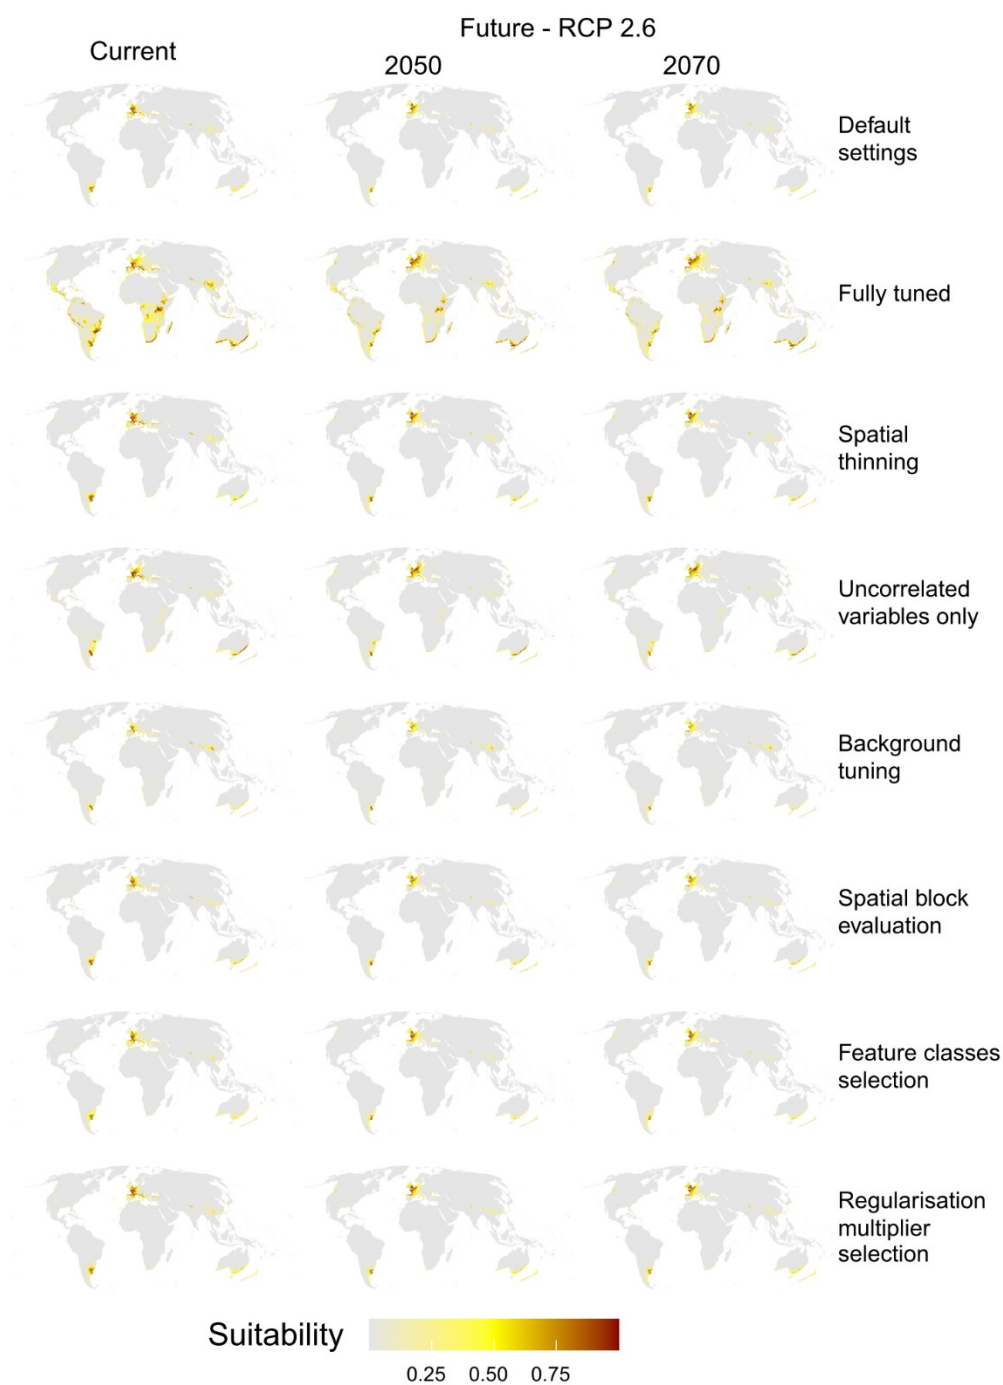 Future - RCP 2.6
Current
2050
2070
Default
settings
Fully tuned
Spatial
thinning
Uncorrelated
variables only
Background
tuning
Spatial block
evaluation
Feature classes
selection
Regularisation
multiplier
selection
Suitability
0.25 0.50 0.75